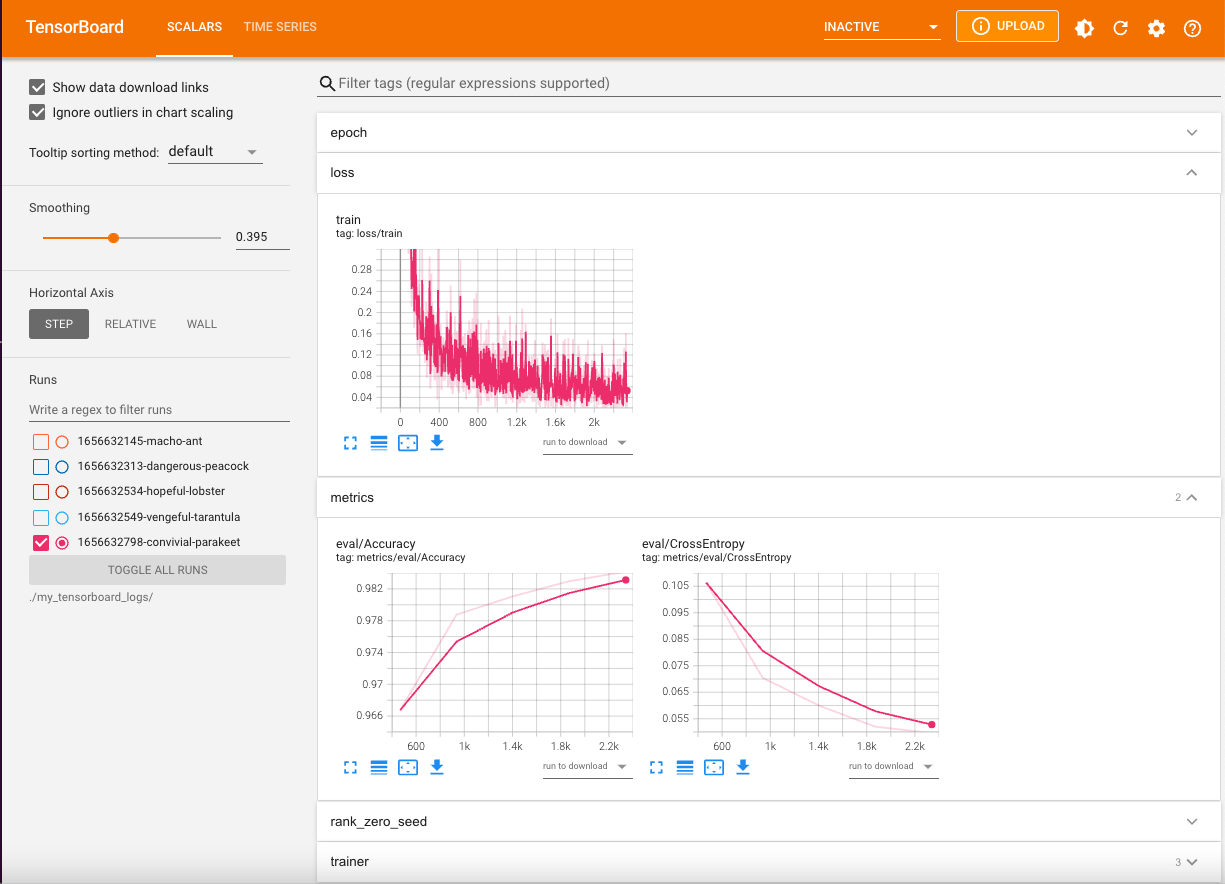 TensorBoard
SCALARS
TIME SERIES
INACTIVE
UPLOAD
Show data download links
Ignore outliers in chart scaling
Tooltip sorting method: default
Smoothing
0.395
Horizontal Axis
STEP RELATIVE WALL
Runs
Write a regex to filter runs
1656632145-macho-ant
1656632313-dangerous-peacock
1656632534-hopeful-lobster
1656632549-vengeful-tarantula
1656632798-convivial-parakeet
TOGGLE ALL RUNS
./my_tensorboard_logs/
Filter tags (regular expressions supported)
epoch
loss
train
tag: loss/train
0.28
0.24
0.2
0.16
0.12
0.08
0.04
0 400 800 1.2k 1.6k 2k
run to download
metrics
2
eval/Accuracy
tag: metrics/eval/Accuracy
0.982
0.978
0.974
0.97
0.966
600 1k 1.4k 1.8k 2.2k
run to download
eval/CrossEntropy
tag: metrics/eval/CrossEntropy
0.105
0.095
0.085
0.075
0.065
0.055
600 1k 1.4k 1.8k 2.2k
run to download
rank_zero_seed
trainer
3